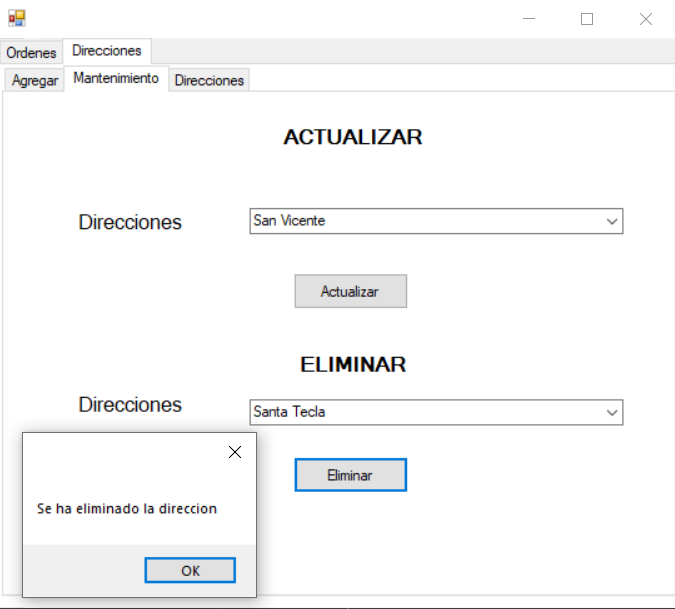 Ordenes Direcciones
Agregar Mantenimiento Direcciones
ACTUALIZAR
Direcciones San Vicente
Actualizar
ELIMINAR
Direcciones Santa Tecla
Eliminar
Se ha eliminado la direccion
OK